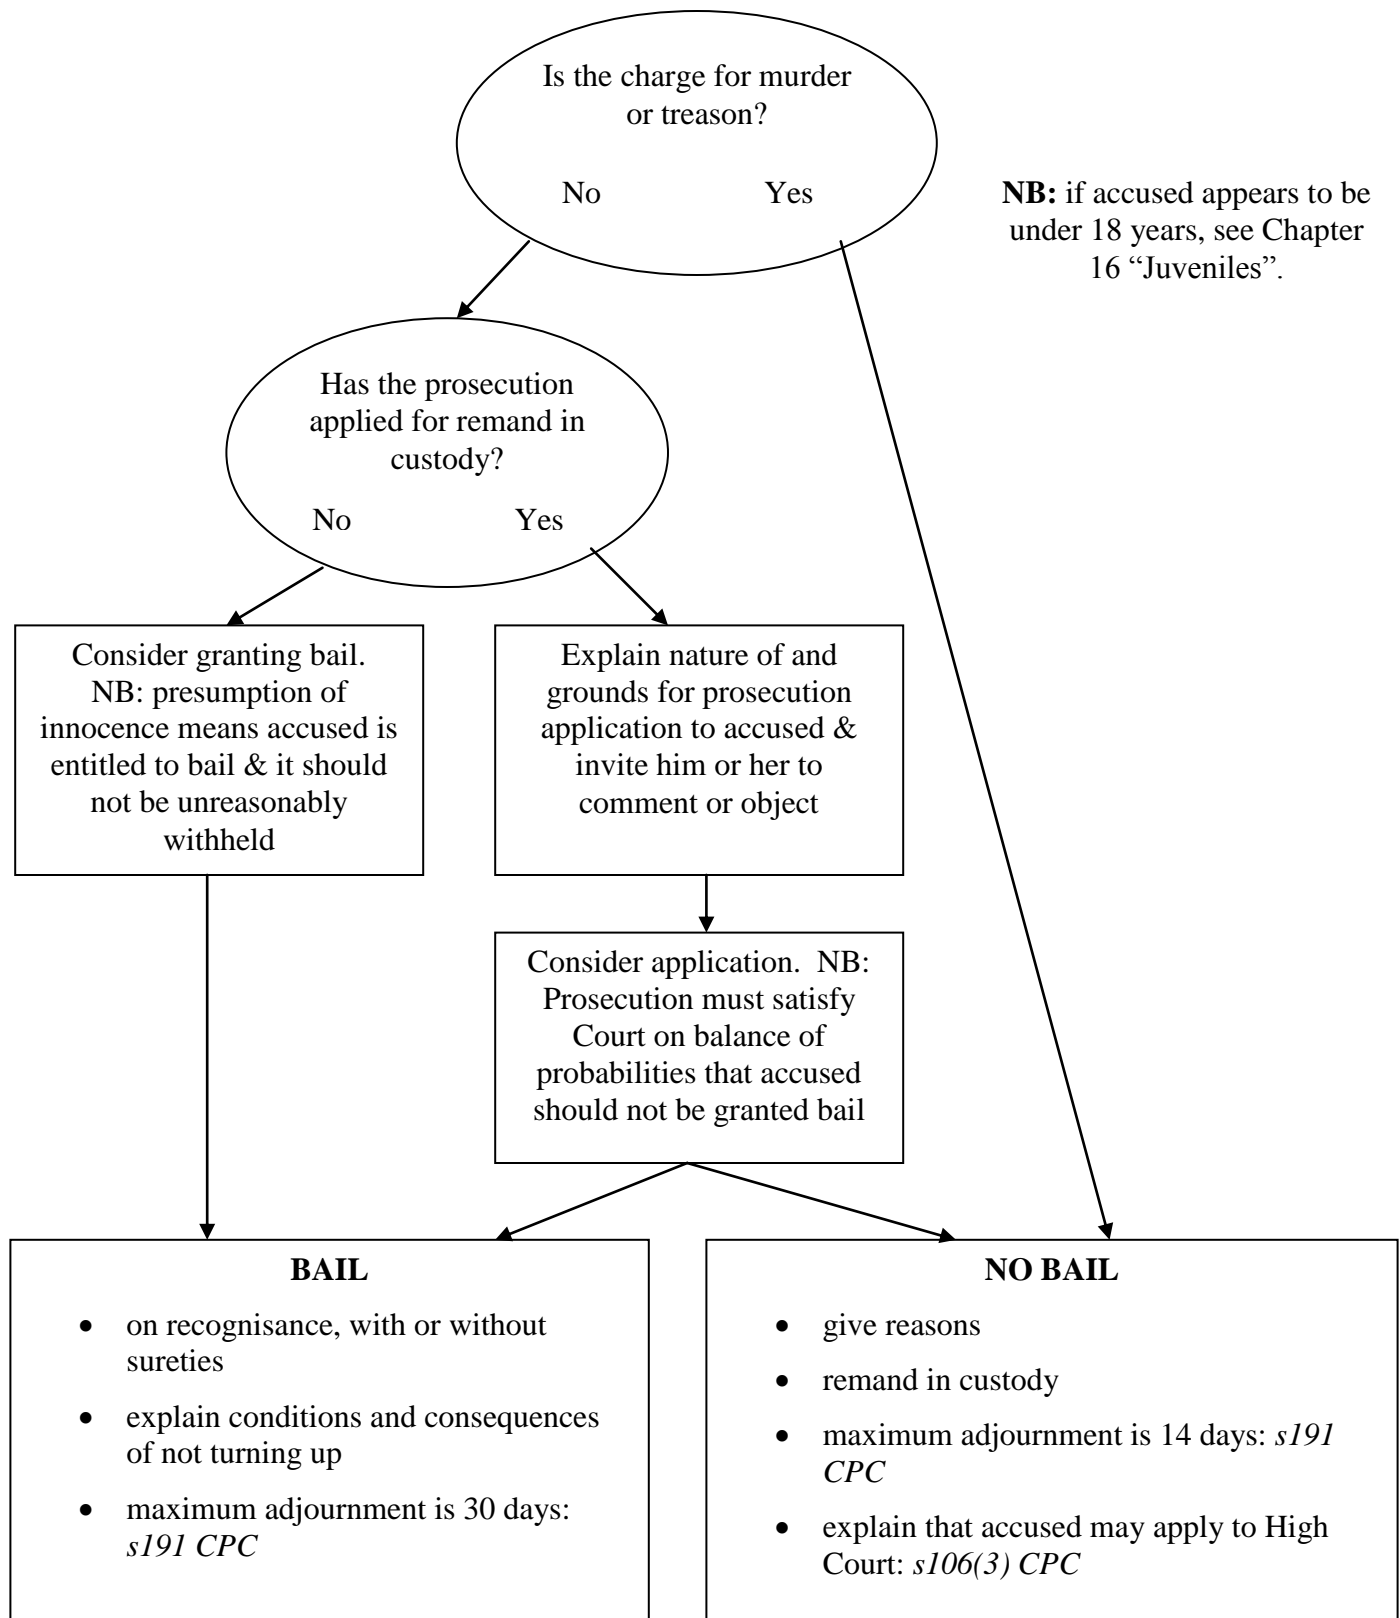 Is the charge for murder
or treason?
No Yes
NB: if accused appears to be
under 18 years, see Chapter
16 “Juveniles”.
Has the prosecution
applied for remand in
custody?
No Yes
Consider granting bail.
NB: presumption of
innocence means accused is
entitled to bail & it should
not be unreasonably
withheld
Explain nature of and
grounds for prosecution
application to accused &
invite him or her to
comment or object
Consider application. NB:
Prosecution must satisfy
Court on balance of
probabilities that accused
should not be granted bail
BAIL
• on recognisance, with or without
sureties
• explain conditions and consequences
of not turning up
• maximum adjournment is 30 days:
s191 CPC
NO BAIL
• give reasons
• remand in custody
• maximum adjournment is 14 days: s191
CPC
• explain that accused may apply to High
Court: s106(3) CPC